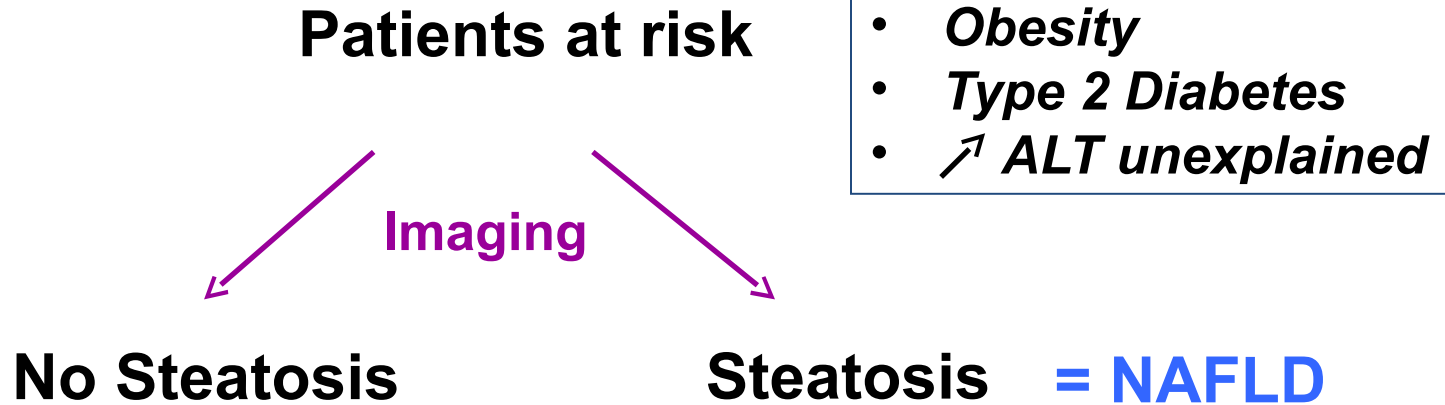 Patients at risk
• Obesity
• Type 2 Diabetes
• ↗ ALT unexplained
Imaging
No Steatosis
Steatosis = NAFLD